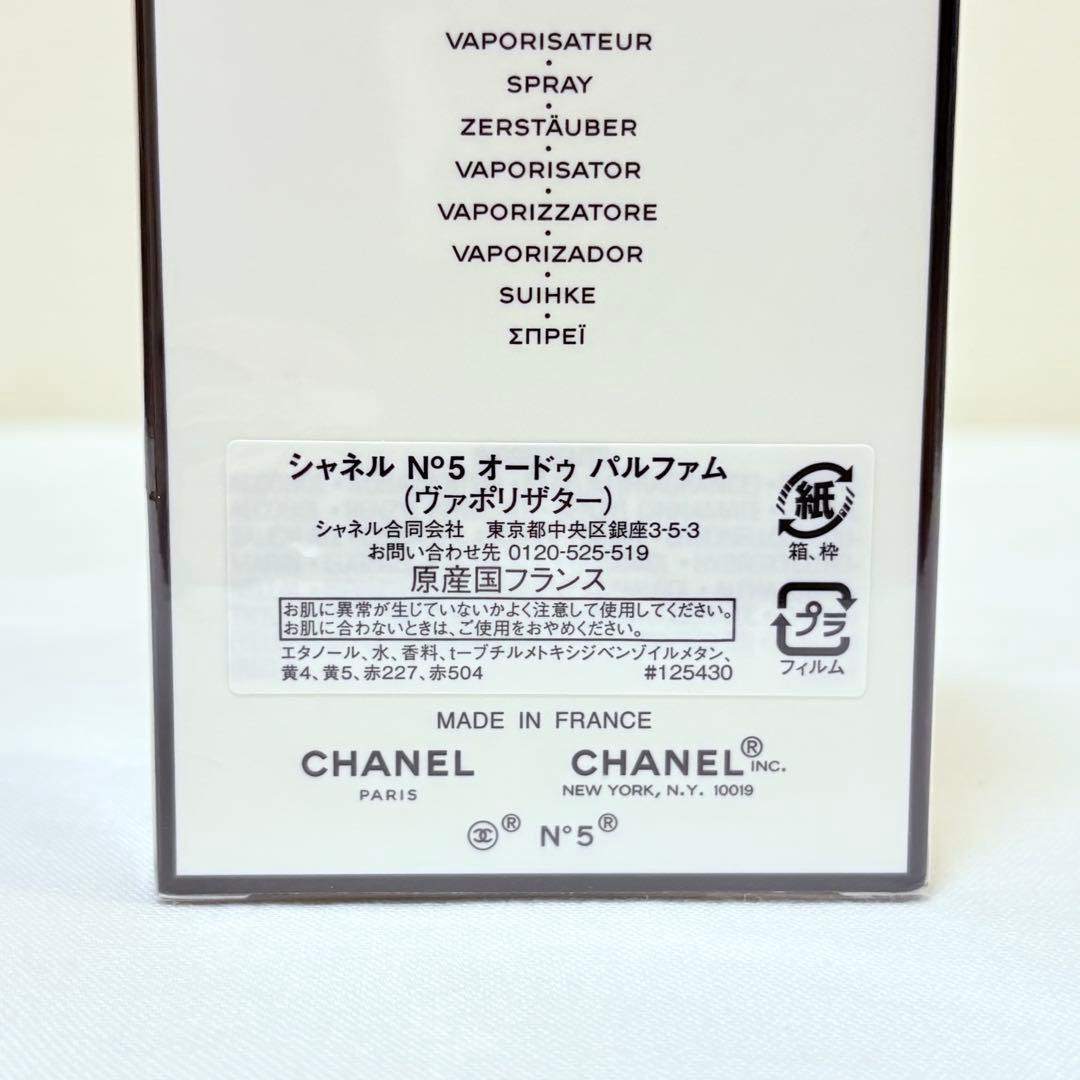 VAPORISATEUR
SPRAY
ZERSTÄUBER
VAPORISATOR
VAPORIZZATORE
VAPORIZADOR
SUIHKE
ΣΠΡΕΪ
シャネル Nº5 オードゥ パルファム
(ヴァポリザター)
シャネル合同会社 東京都中央区銀座3-5-3
お問い合わせ先 0120-525-519
原産国フランス
お肌に異常が生じていないかよく注意して使用してください。
お肌に合わないときは、ご使用をおやめください。
エタノール、水、香料、t-ブチルメトキシジベンゾイルメタン、
黄4、黄5、赤227、赤504 #125430
紙
箱、枠
プラ
フィルム
MADE IN FRANCE
CHANEL
PARIS
CHANEL® INC.
NEW YORK, N.Y. 10019
® N°5®